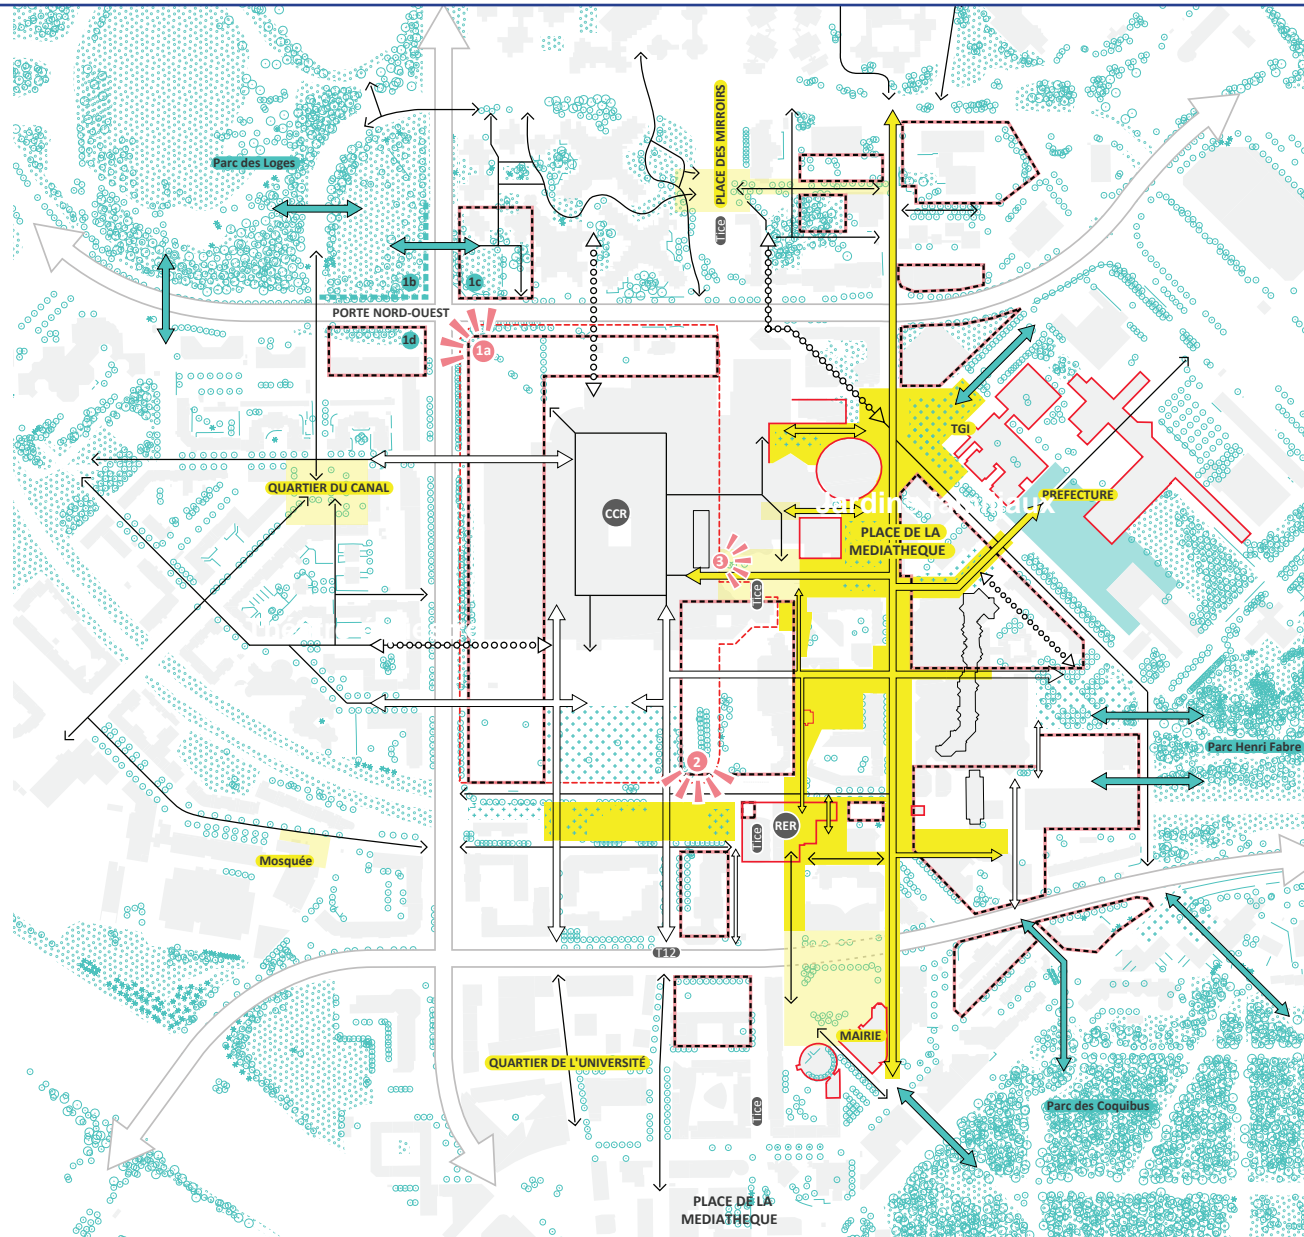 PLACE DES MIRROIRS
Parc des Loges
Tice
1b
1c
PORTE NORD-OUEST
1d
1a
TGI
QUARTIER DU CANAL
PREFECTURE
CCR
PLACE DE LA
MEDIATHEQUE
3
Tice
Parc Henri Fabre
2
RER
Tice
Mosquée
T12
MAIRIE
QUARTIER DE L'UNIVERSITÉ
Tice
Parc des Coquibus
PLACE DE LA
MEDIATHEQUE